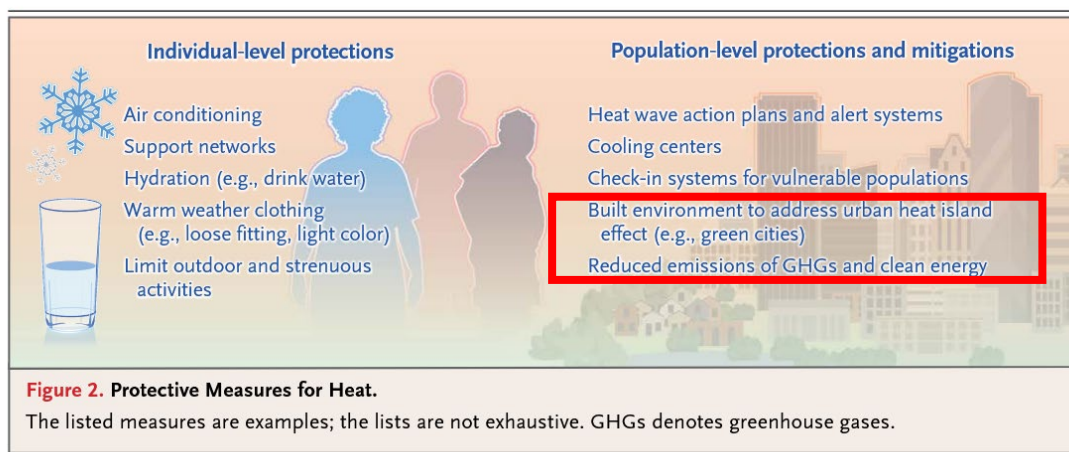 Individual-level protections
Air conditioning
Support networks
Hydration (e.g., drink water)
Warm weather clothing
(e.g., loose fitting, light color)
Limit outdoor and strenuous
activities
Population-level protections and mitigations
Heat wave action plans and alert systems
Cooling centers
Check-in systems for vulnerable populations
Built environment to address urban heat island
effect (e.g., green cities)
Reduced emissions of GHGs and clean energy
Figure 2. Protective Measures for Heat.
The listed measures are examples; the lists are not exhaustive. GHGs denotes greenhouse gases.